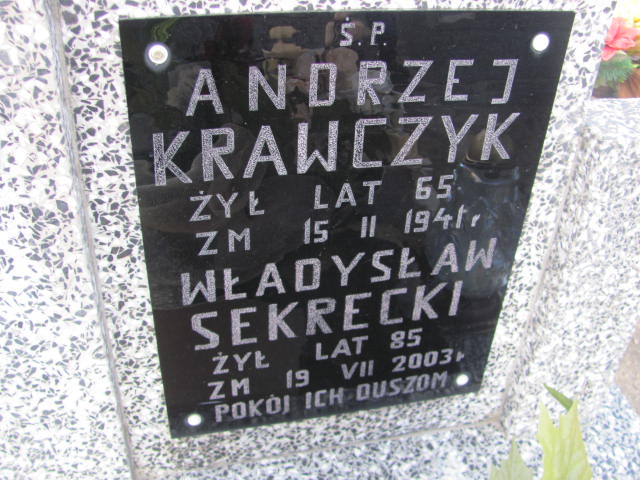 Ś.P.
ANDRZEJ
KRAWCZYK
ŻYŁ LAT 65
ZM 15 II 1941r
WŁADYSŁAW
SEKRECKI
ŻYŁ LAT 85
ZM 19 VII 2003r
POKÓJ ICH DUSZOM